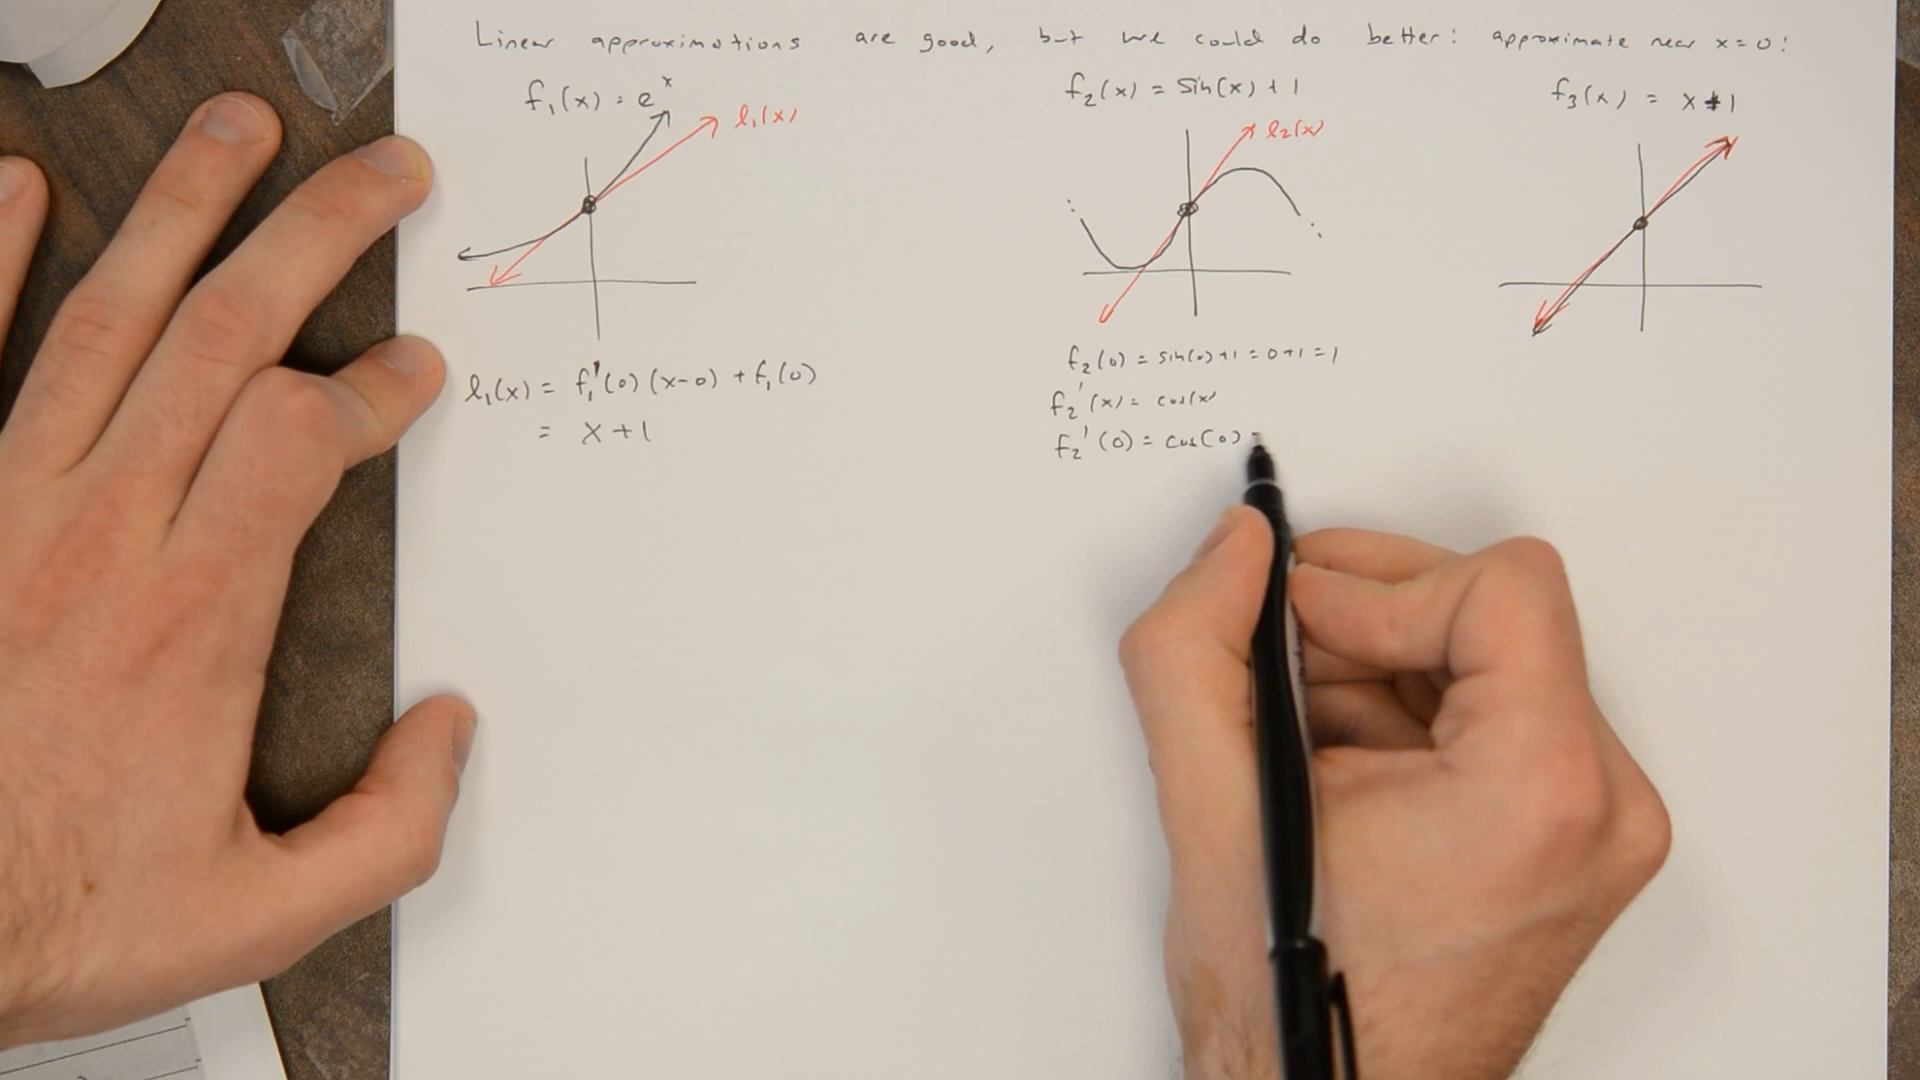 Linear approximations are good, but we could do better: approximate near x=0!
f₁(x) = eˣ
l₁(x)
f₂(x) = sin(x) + 1
l₂(x)
f₃(x) = x + 1
l₁(x) = f₁'(0)(x-0) + f₁(0)
= x+1
f₂(0) = sin(0)+1 = 0+1 = 1
f₂'(x) = cos(x)
f₂'(0) = cos(0) =